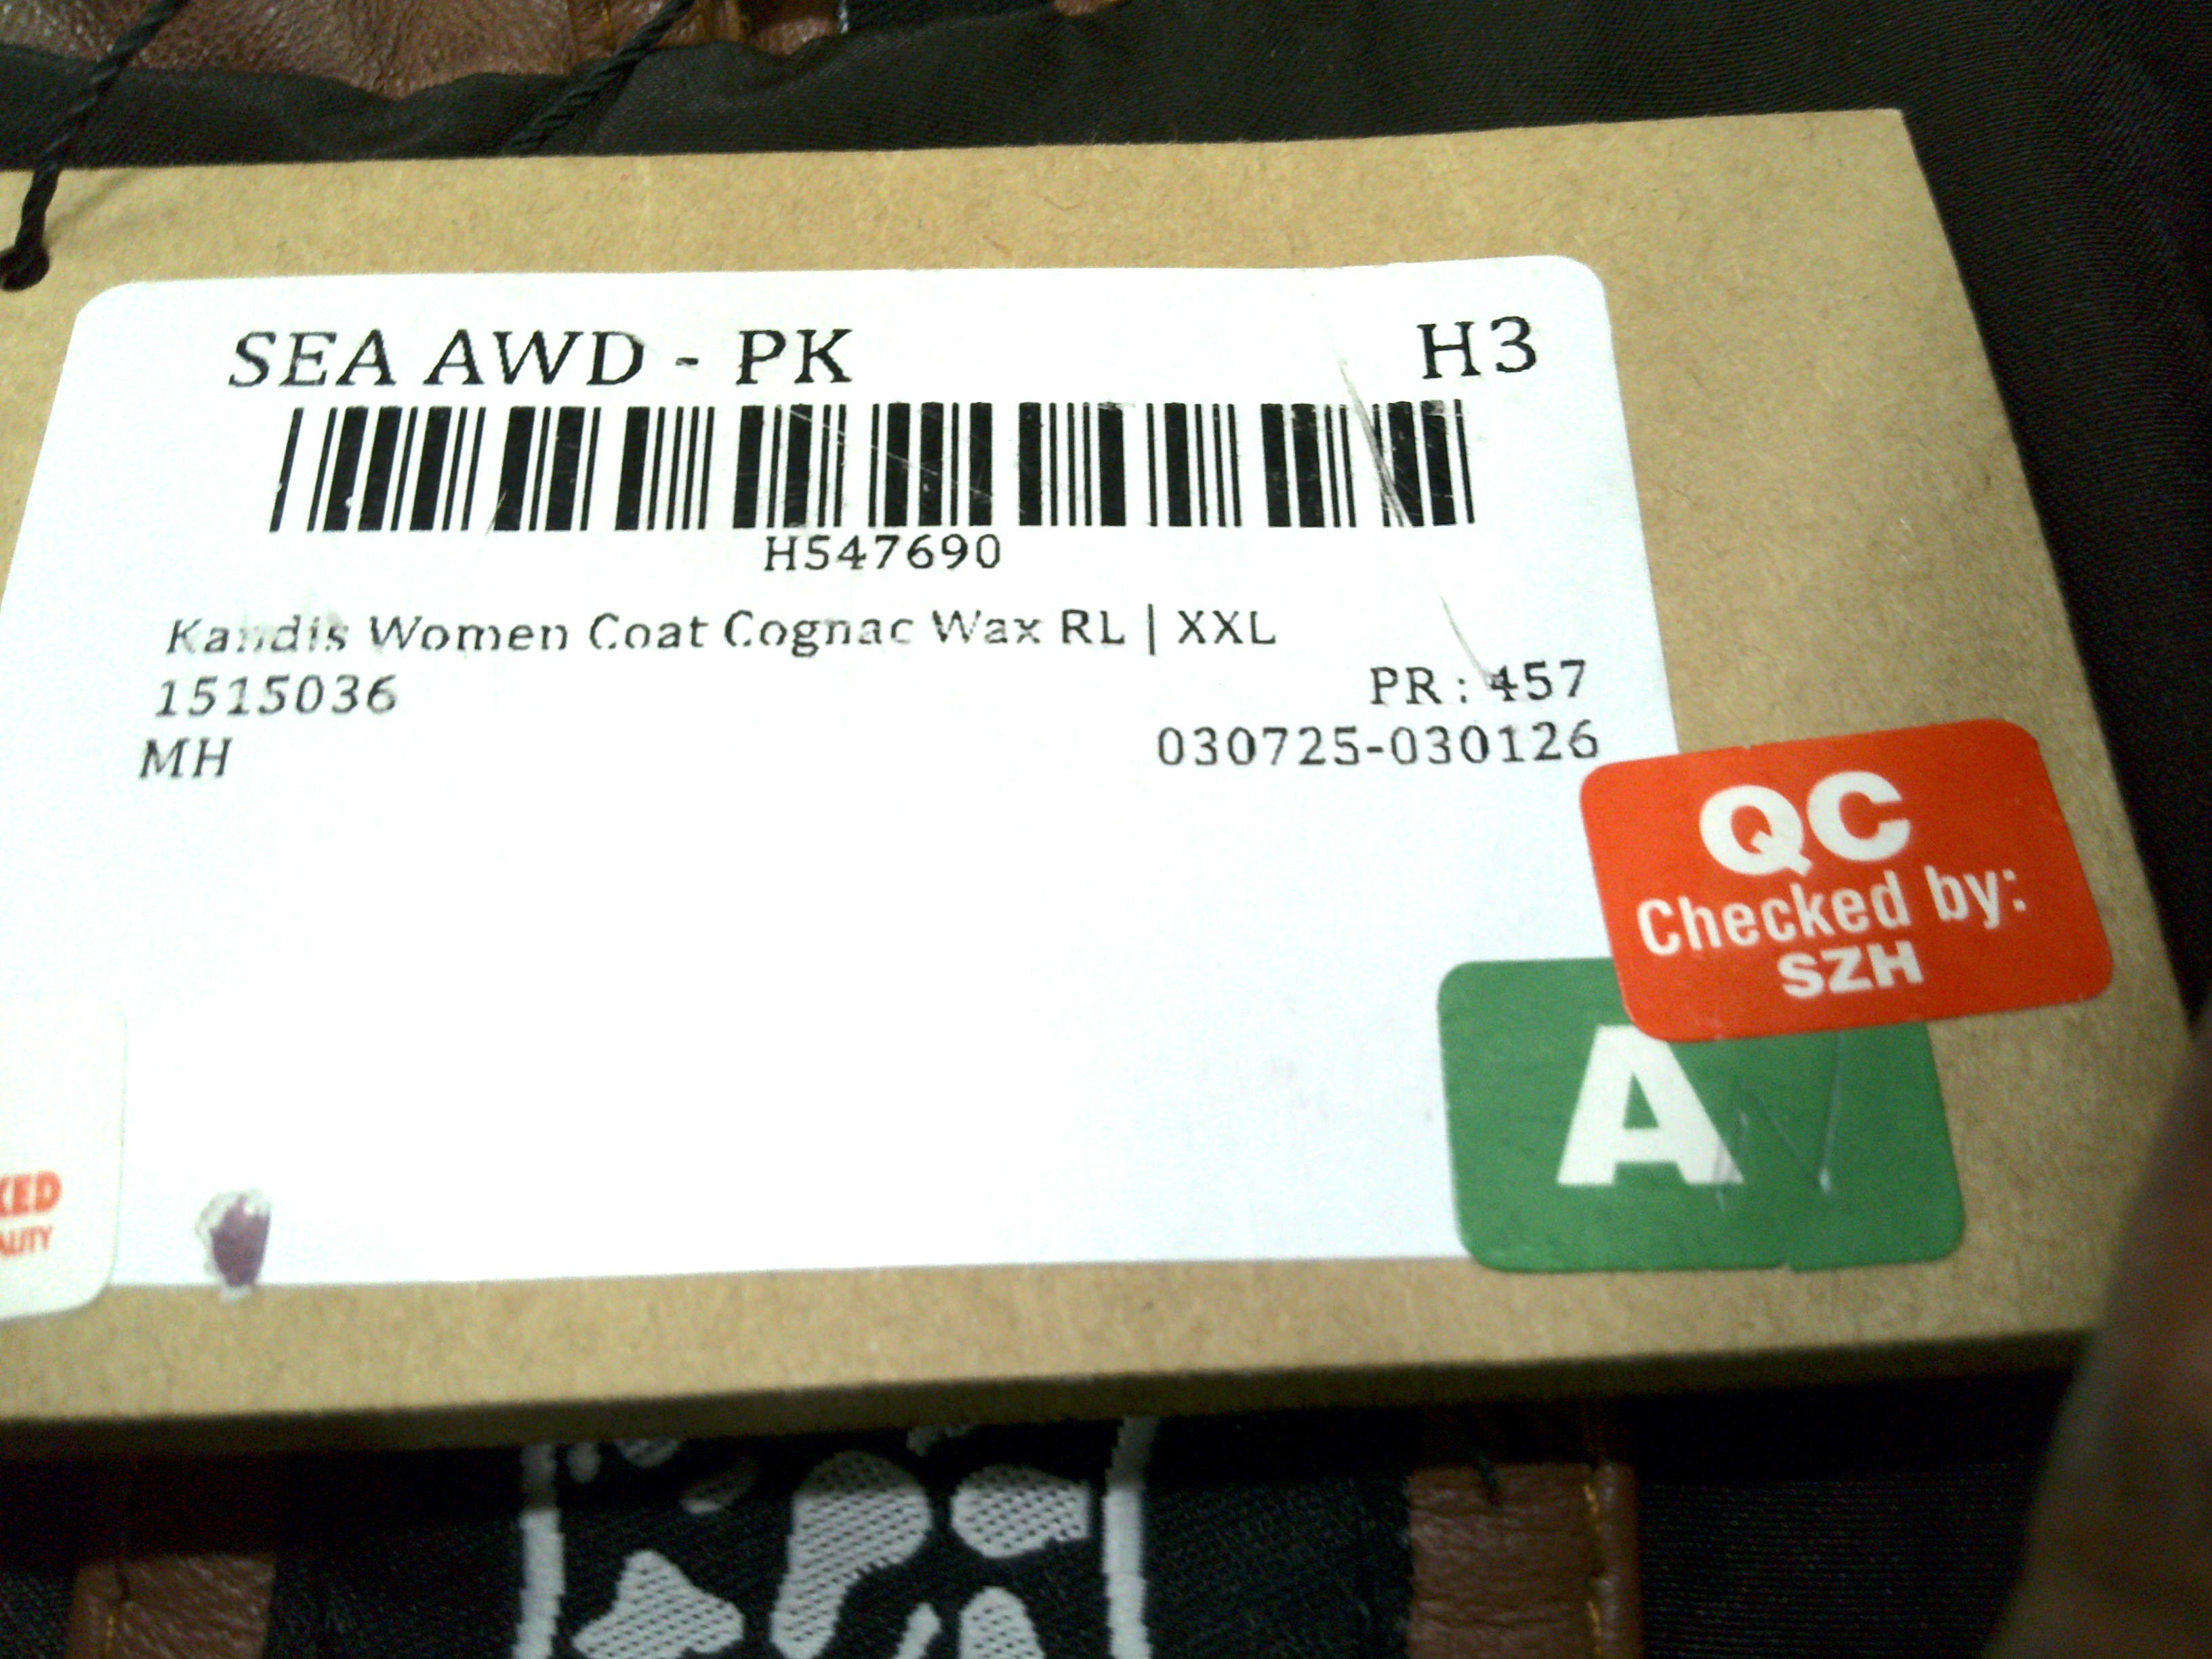 SEA AWD - PK H3
H547690
Kandis Women Coat Cognac Wax RL | XXL
1515036 PR : 457
MH 030725-030126
QC
Checked by:
SZH
A